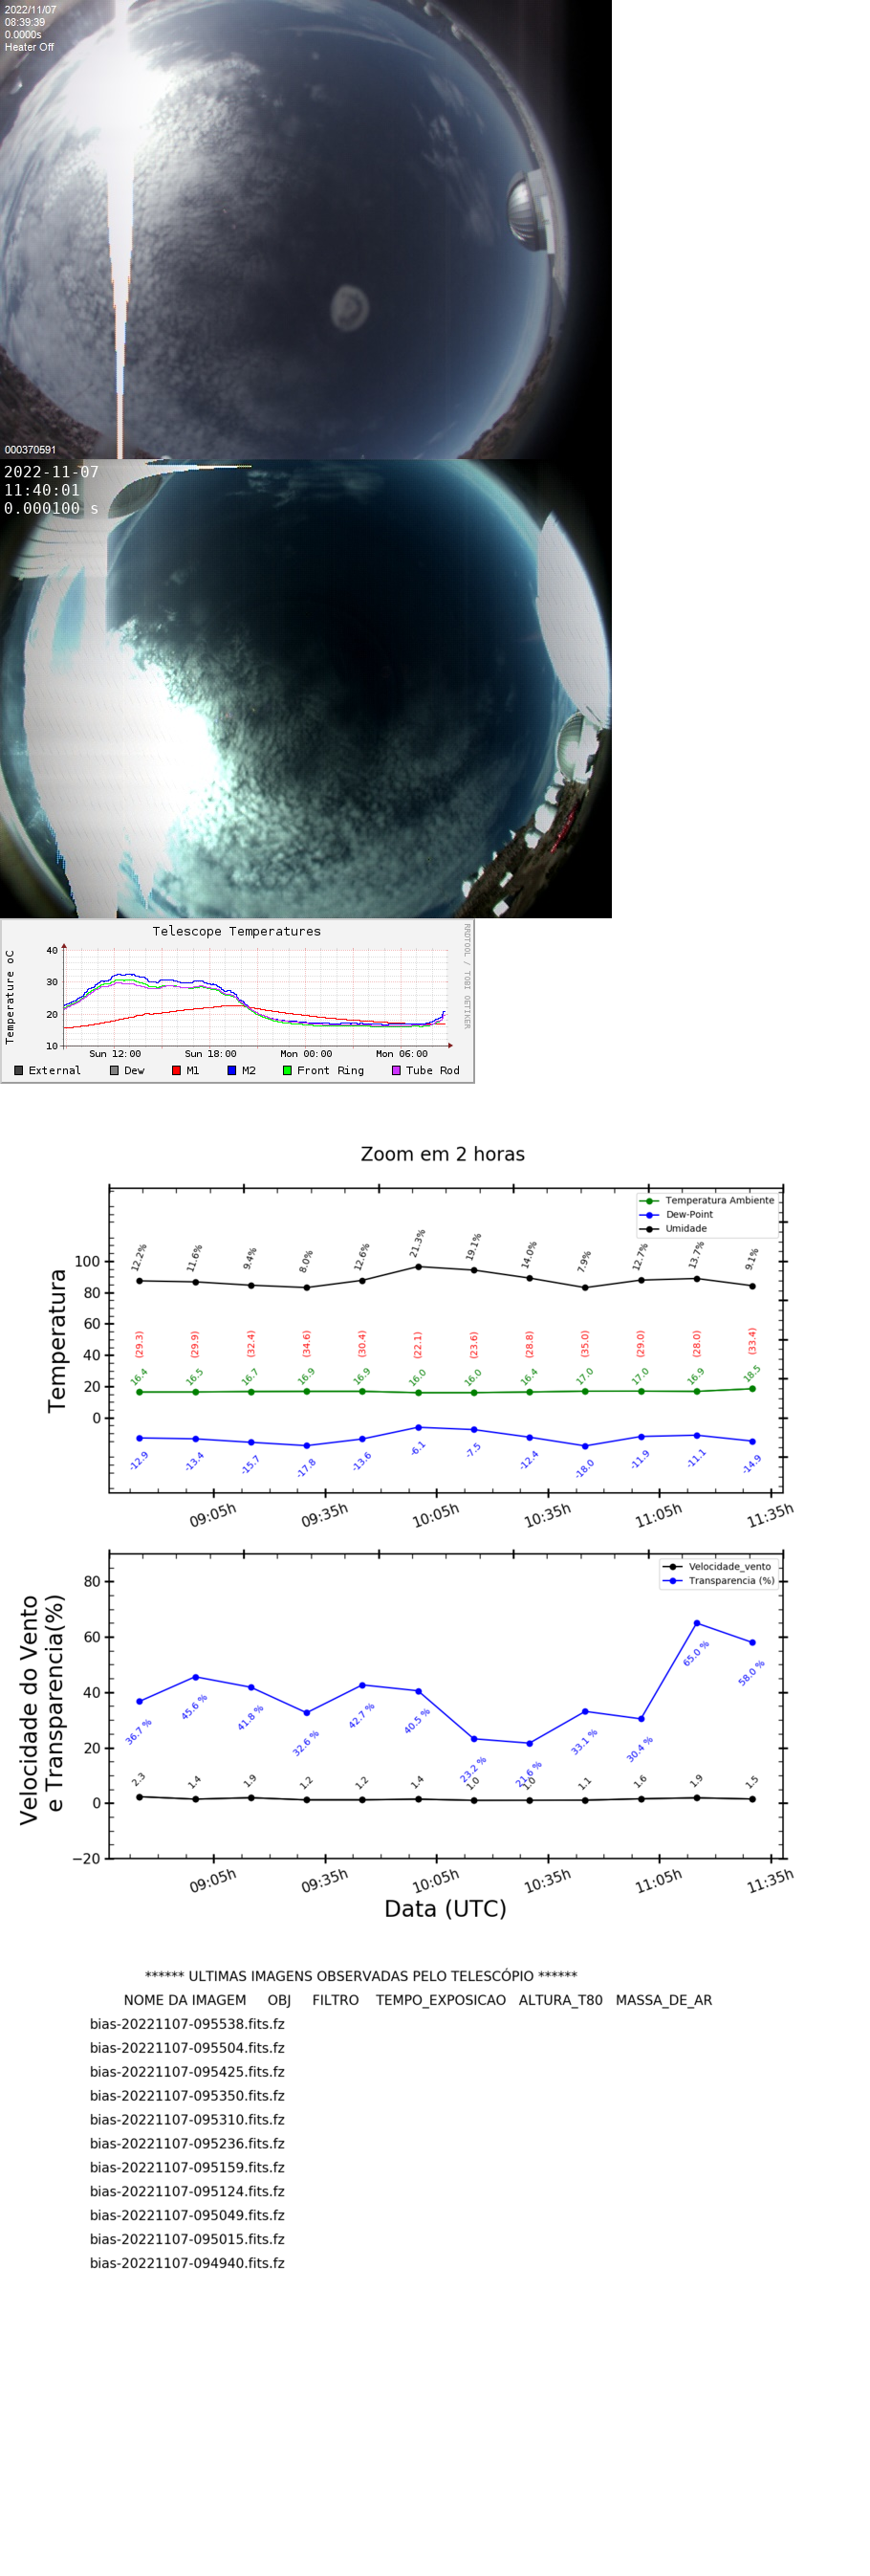 2022/11/07
08:39:39
0.0000s
Heater Off
000370591
2022-11-07
11:40:01
0.000100 s
Telescope Temperatures
RRDTOOL / TOBI OETIKER
Temperature oC
40
30
20
10
Sun 12:00 Sun 18:00 Mon 00:00 Mon 06:00
External Dew M1 M2 Front Ring Tube Rod
Zoom em 2 horas
Temperatura Ambiente
Dew-Point
Umidade
Temperatura
100
80
60
40
20
0
12.2% 11.6% 9.4% 8.0% 12.6% 21.3% 19.1% 14.0% 7.9% 12.7% 13.7% 9.1%
(29.3) (29.9) (32.4) (34.6) (30.4) (22.1) (23.6) (28.8) (35.0) (29.0) (28.0) (33.4)
16.4 16.5 16.7 16.9 16.9 16.0 16.0 16.4 17.0 17.0 16.9 18.5
-12.9 -13.4 -15.7 -17.8 -13.6 -6.1 -7.5 -12.4 -18.0 -11.9 -11.1 -14.9
09:05h 09:35h 10:05h 10:35h 11:05h 11:35h
Velocidade_vento
Transparencia (%)
Velocidade do Vento
e Transparencia(%)
80
60
40
20
0
−20
36.7 % 45.6 % 41.8 % 32.6 % 42.7 % 40.5 % 23.2 % 21.6 % 33.1 % 30.4 % 65.0 % 58.0 %
2.3 1.4 1.9 1.2 1.2 1.4 1.0 1.0 1.1 1.6 1.9 1.5
09:05h 09:35h 10:05h 10:35h 11:05h 11:35h
Data (UTC)
****** ULTIMAS IMAGENS OBSERVADAS PELO TELESCÓPIO ******
NOME DA IMAGEM OBJ FILTRO TEMPO_EXPOSICAO ALTURA_T80 MASSA_DE_AR
bias-20221107-095538.fits.fz
bias-20221107-095504.fits.fz
bias-20221107-095425.fits.fz
bias-20221107-095350.fits.fz
bias-20221107-095310.fits.fz
bias-20221107-095236.fits.fz
bias-20221107-095159.fits.fz
bias-20221107-095124.fits.fz
bias-20221107-095049.fits.fz
bias-20221107-095015.fits.fz
bias-20221107-094940.fits.fz